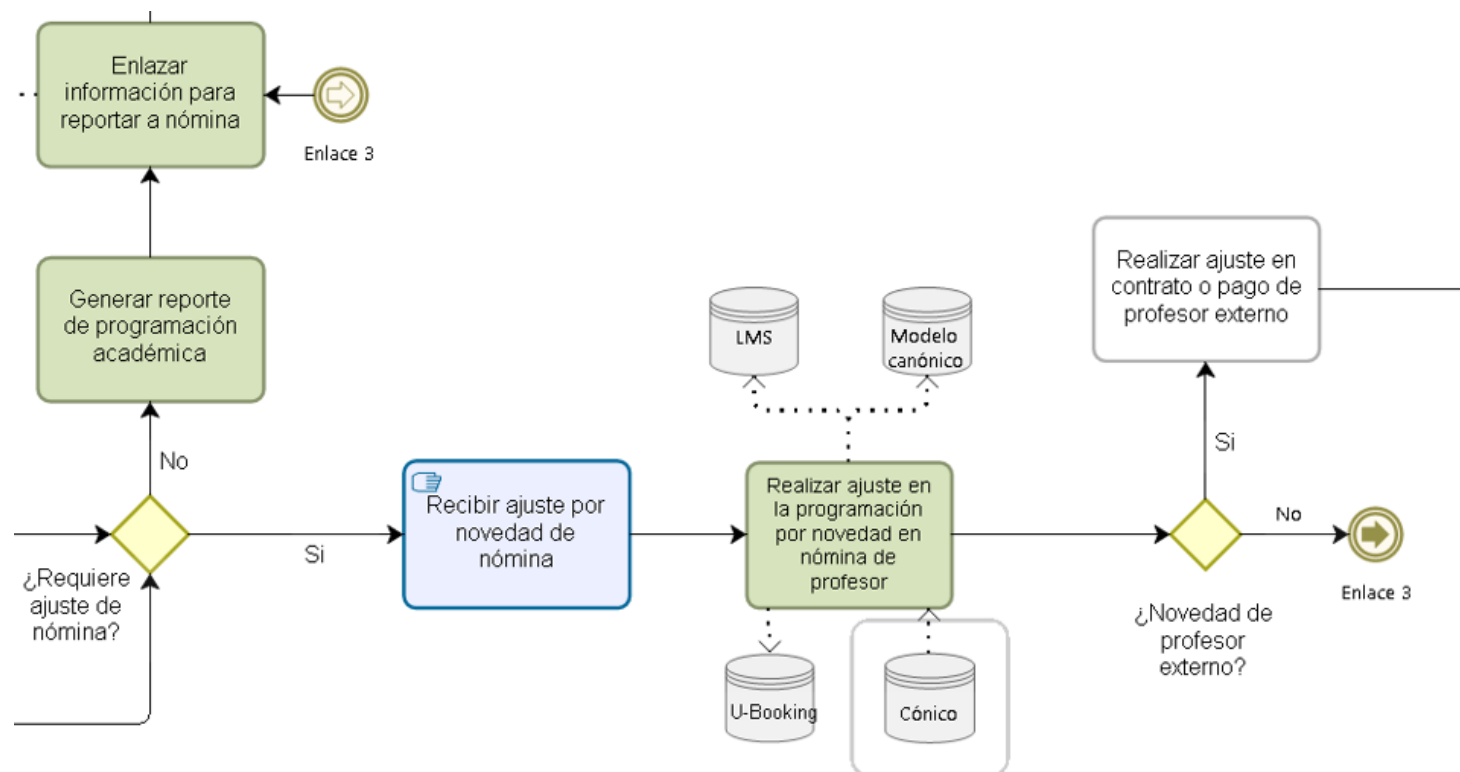 Enlazar
información para
reportar a nómina
Enlace 3
Generar reporte
de programación
académica
No
¿Requiere
ajuste de
nómina?
Si
Recibir ajuste por
novedad de
nómina
LMS
Modelo
canónico
Realizar ajuste en
la programación
por novedad en
nómina de
profesor
U-Booking
Cónico
Realizar ajuste en
contrato o pago de
profesor externo
Si
¿Novedad de
profesor
externo?
No
Enlace 3